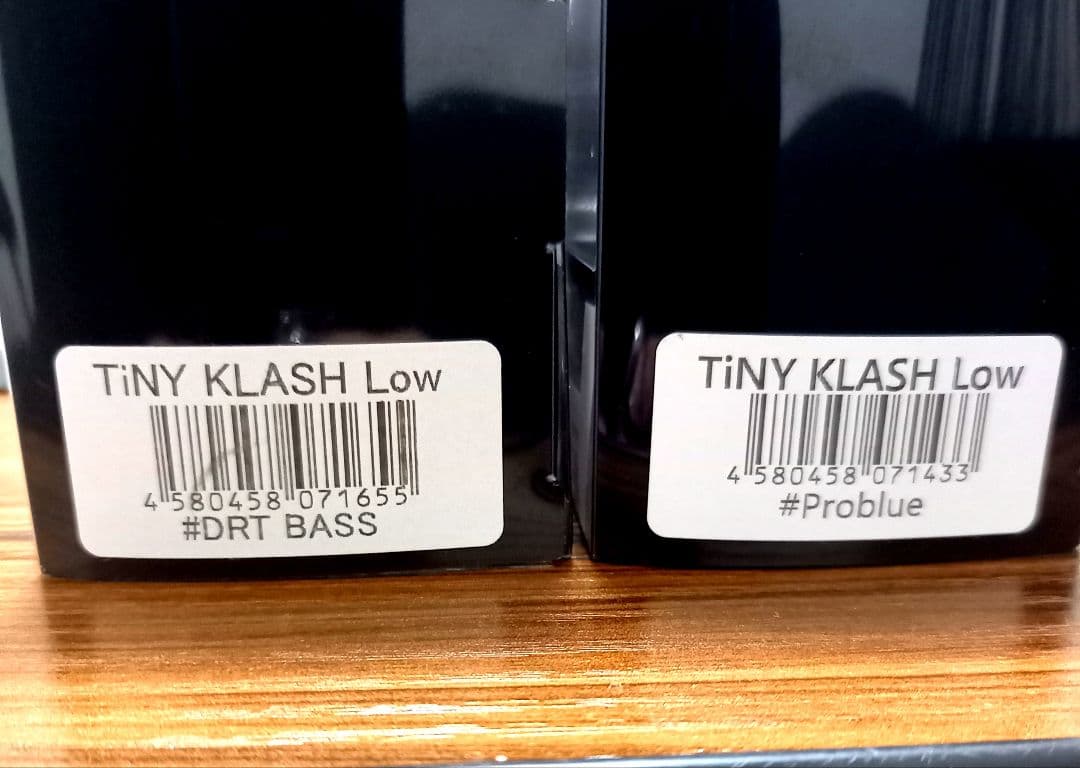 TiNY KLASH Low
4 580458 071655
#DRT BASS
TiNY KLASH Low
4 580458 071433
#Problue